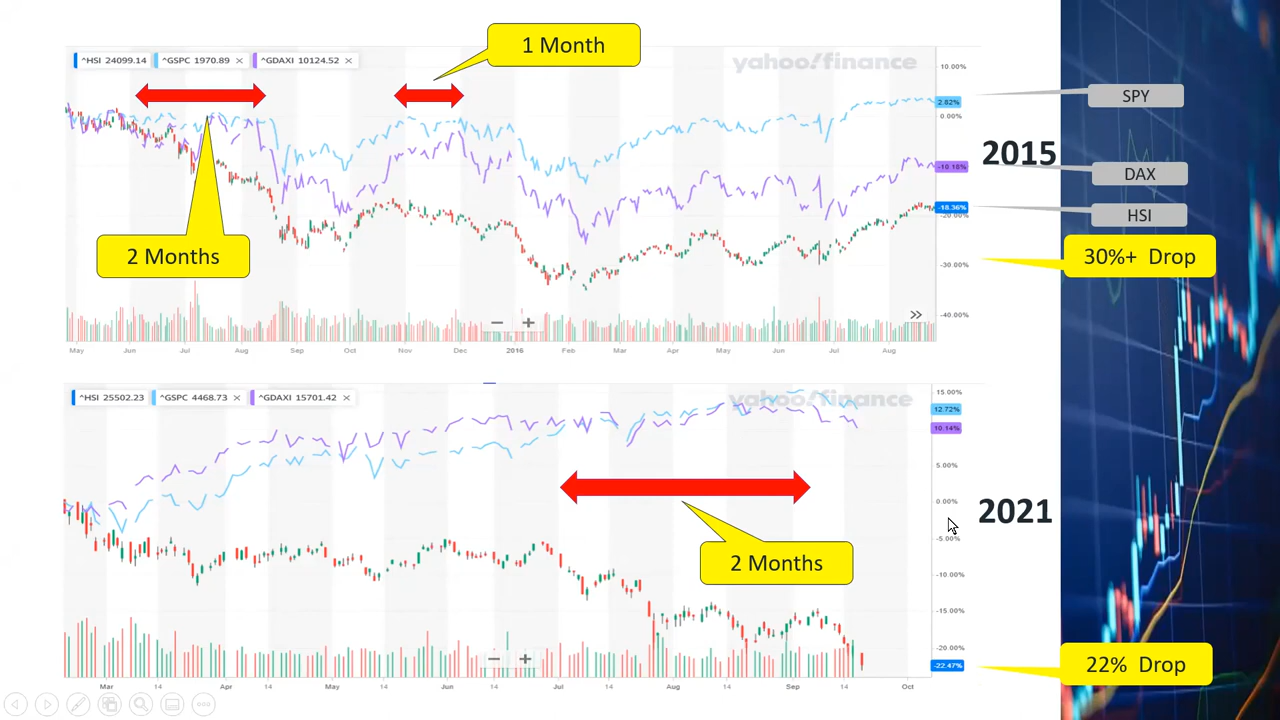 1 Month
^HSI 24099.14 ^GSPC 1970.89 × ^GDAXI 10124.52 ×
yahoo!finance
10.00%
SPY
2.82%
0.00%
2015
-10.18%
DAX
-18.36%
HSI
-20.00%
2 Months
30%+ Drop
-30.00%
-40.00%
May Jun Jul Aug Sep Oct Nov Dec 2016 Feb Mar Apr May Jun Jul Aug
^HSI 25502.23 ^GSPC 4468.73 × ^GDAXI 15701.42 ×
yahoo!finance
15.00%
12.72%
10.14%
5.00%
0.00%
2021
-5.00%
2 Months
-10.00%
-15.00%
-20.00%
-22.47%
22% Drop
Mar 14 Apr 14 May 14 Jun 14 Jul 14 Aug 14 Sep 14 Oct